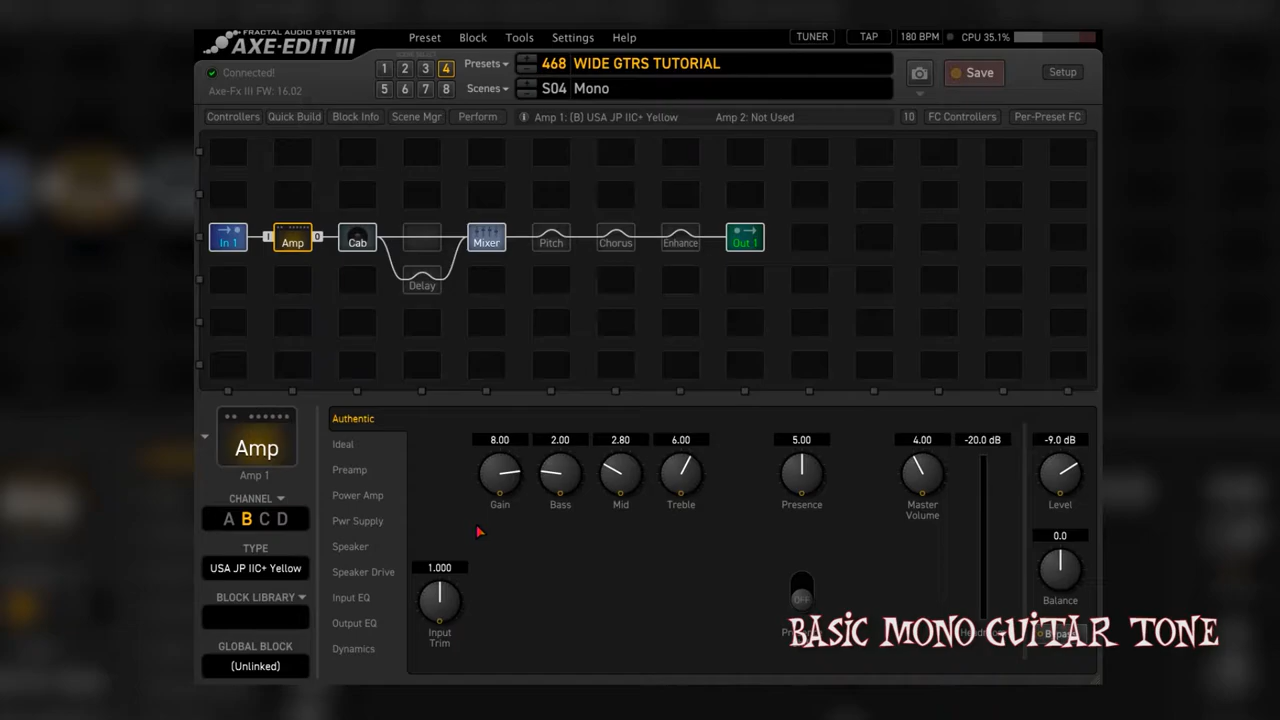 FRACTAL AUDIO SYSTEMS
AXE-EDIT III
Preset Block Tools Settings Help
TUNER TAP 180 BPM CPU 35.1%
Connected!
Axe-Fx III FW: 16.02
1 2 3 4
5 6 7 8
Presets 468 WIDE GTRS TUTORIAL
Scenes S04 Mono
Save Setup
Controllers Quick Build Block Info Scene Mgr Perform Amp 1: (B) USA JP IIC+ Yellow Amp 2: Not Used 10 FC Controllers Per-Preset FC
In 1 I Amp O Cab Mixer Pitch Chorus Enhance Out 1
Delay
Amp
Amp 1
CHANNEL
A B C D
TYPE
USA JP IIC+ Yellow
BLOCK LIBRARY
GLOBAL BLOCK
(Unlinked)
Authentic
Ideal
Preamp
Power Amp
Pwr Supply
Speaker
Speaker Drive
Input EQ
Output EQ
Dynamics
8.00 2.00 2.80 6.00 5.00 4.00 -20.0 dB -9.0 dB
Gain Bass Mid Treble Presence Master Volume Level
1.000
Input Trim
OFF
0.0
Balance
BASIC MONO GUITAR TONE